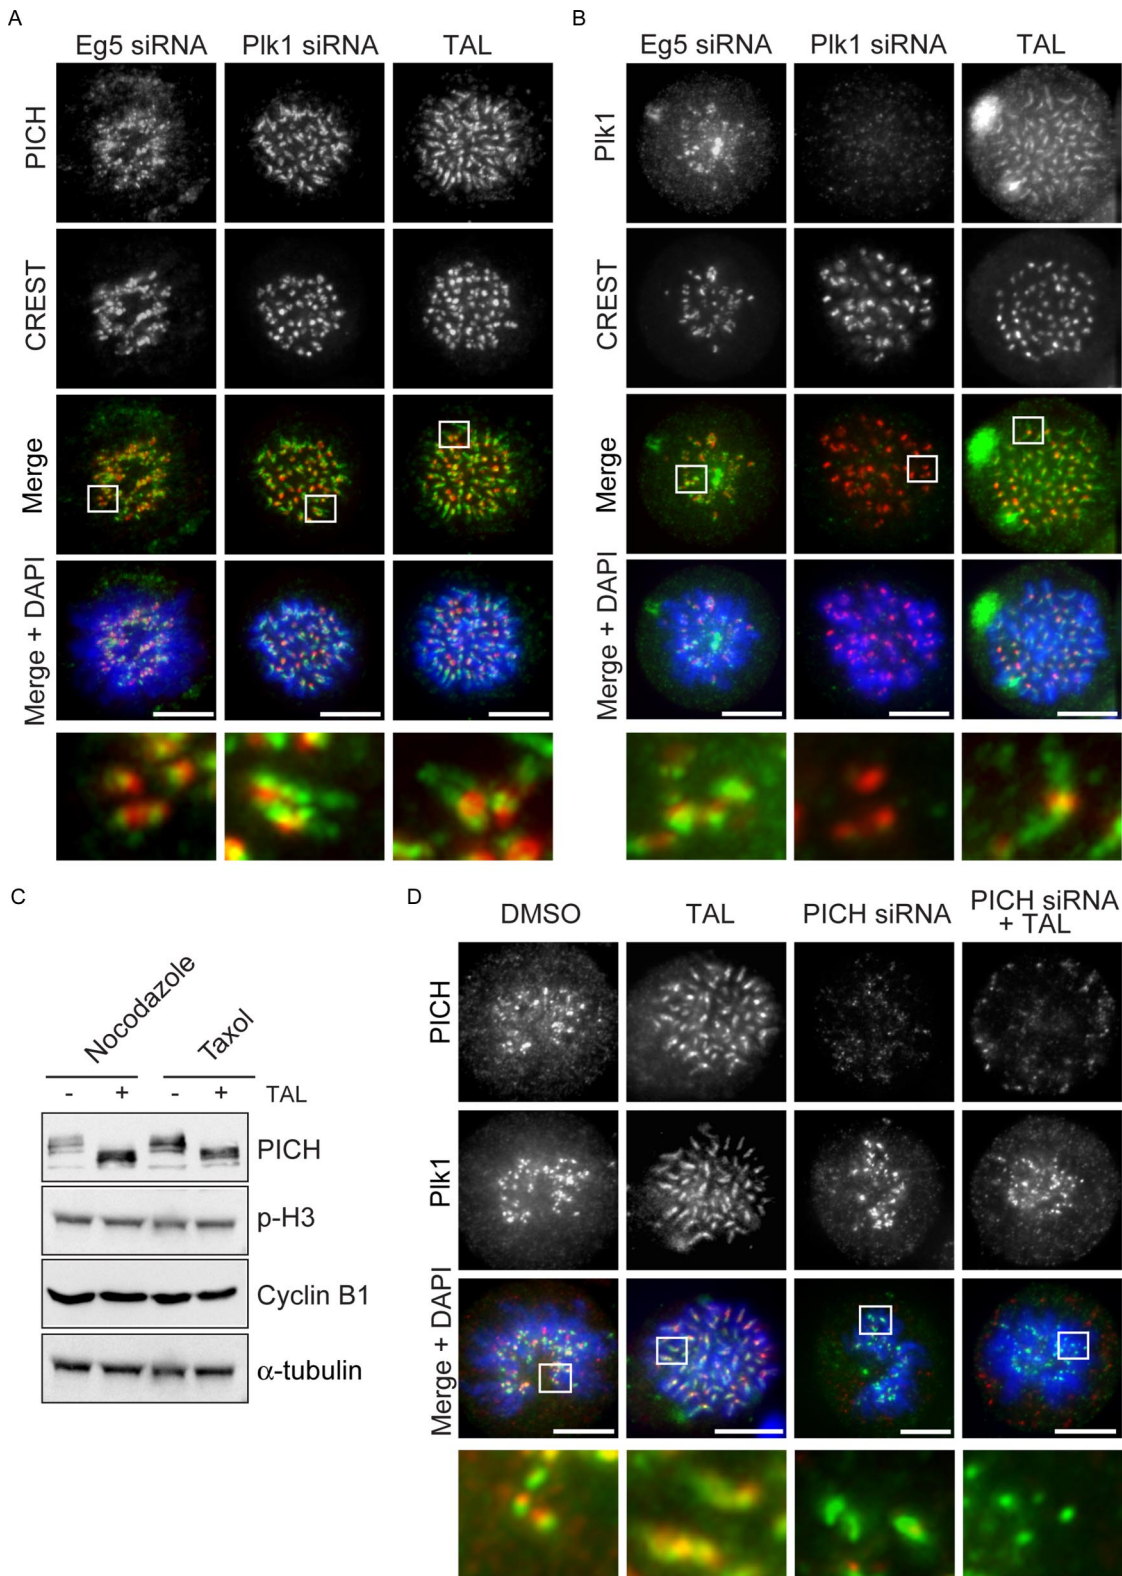 A
Eg5 siRNA Plk1 siRNA TAL
PICH
CREST
Merge
Merge + DAPI
B
Eg5 siRNA Plk1 siRNA TAL
Plk1
CREST
Merge
Merge + DAPI
C
Nocodazole
Taxol
- + - + TAL
PICH
p-H3
Cyclin B1
α-tubulin
D
DMSO TAL PICH siRNA PICH siRNA
+ TAL
PICH
Plk1
Merge + DAPI